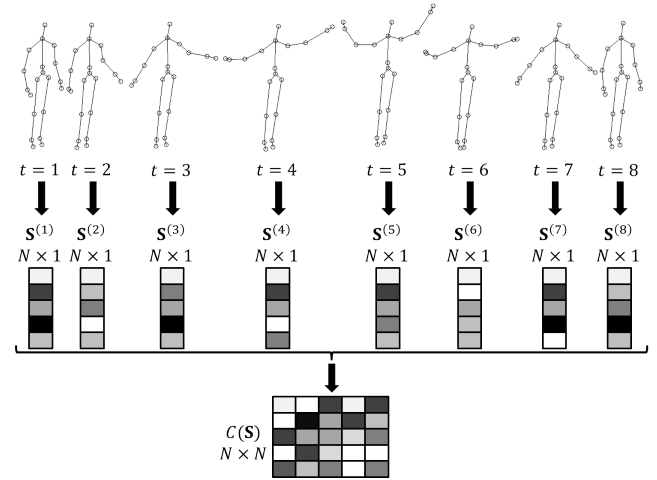 t = 1 t = 2 t = 3 t = 4 t = 5 t = 6 t = 7 t = 8
S⁽¹⁾ S⁽²⁾ S⁽³⁾ S⁽⁴⁾ S⁽⁵⁾ S⁽⁶⁾ S⁽⁷⁾ S⁽⁸⁾
N × 1 N × 1 N × 1 N × 1 N × 1 N × 1 N × 1 N × 1
C(S)
N × N